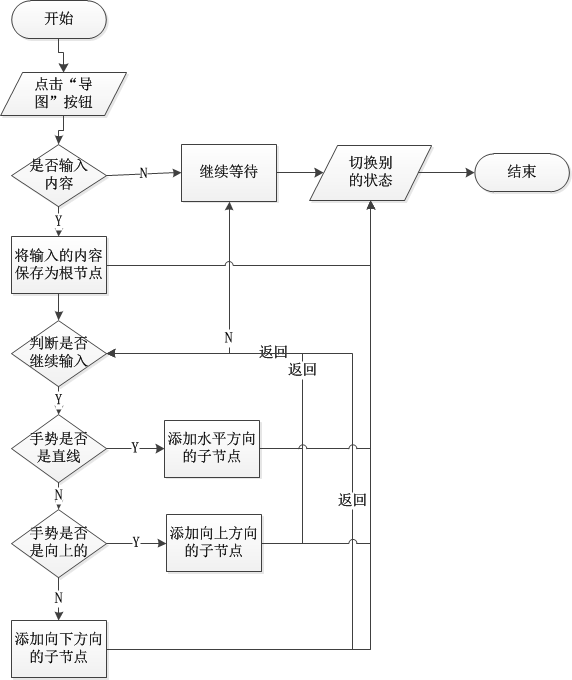 开始
点击“导
图”按钮
是否输入
内容
N
继续等待
切换别
的状态
结束
Y
将输入的内容
保存为根节点
判断是否
继续输入
N
返回
返回
Y
手势是否
是直线
Y
添加水平方向
的子节点
N
返回
手势是否
是向上的
Y
添加向上方向
的子节点
N
添加向下方向
的子节点